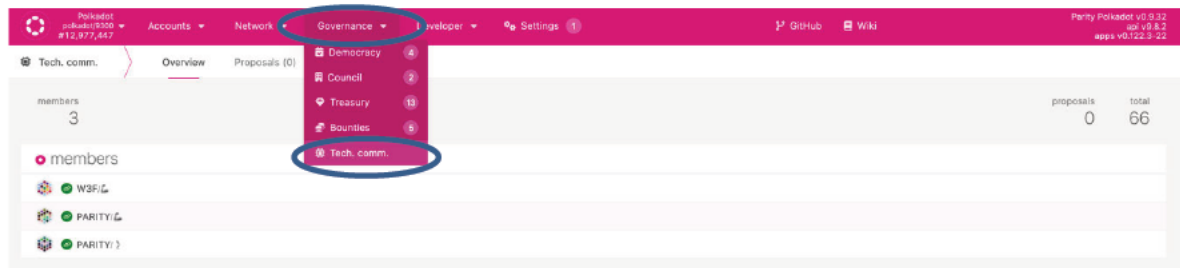 Polkadot
polkadot/9300
#12,977,447
Accounts
Network
Governance
Developer
Settings 1
GitHub
Wiki
Parity Polkadot v0.9.32
api v9.8.2
apps v0.122.3-22
Tech. comm.
Overview
Proposals (0)
Democracy 4
Council 2
Treasury 13
Bounties 5
Tech. comm.
members
3
proposals
0
total
66
members
W3F/
PARITY/
PARITY/